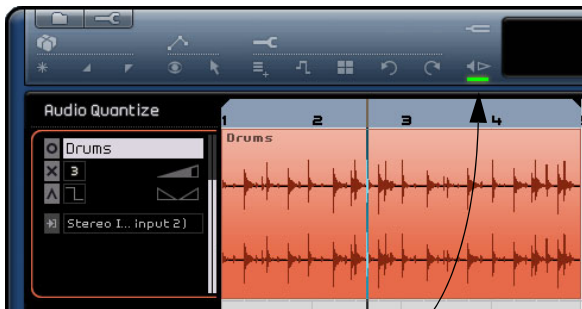 Audio Quantize
1 2 3 4
Drums
Drums
3
Stereo I... input 2)